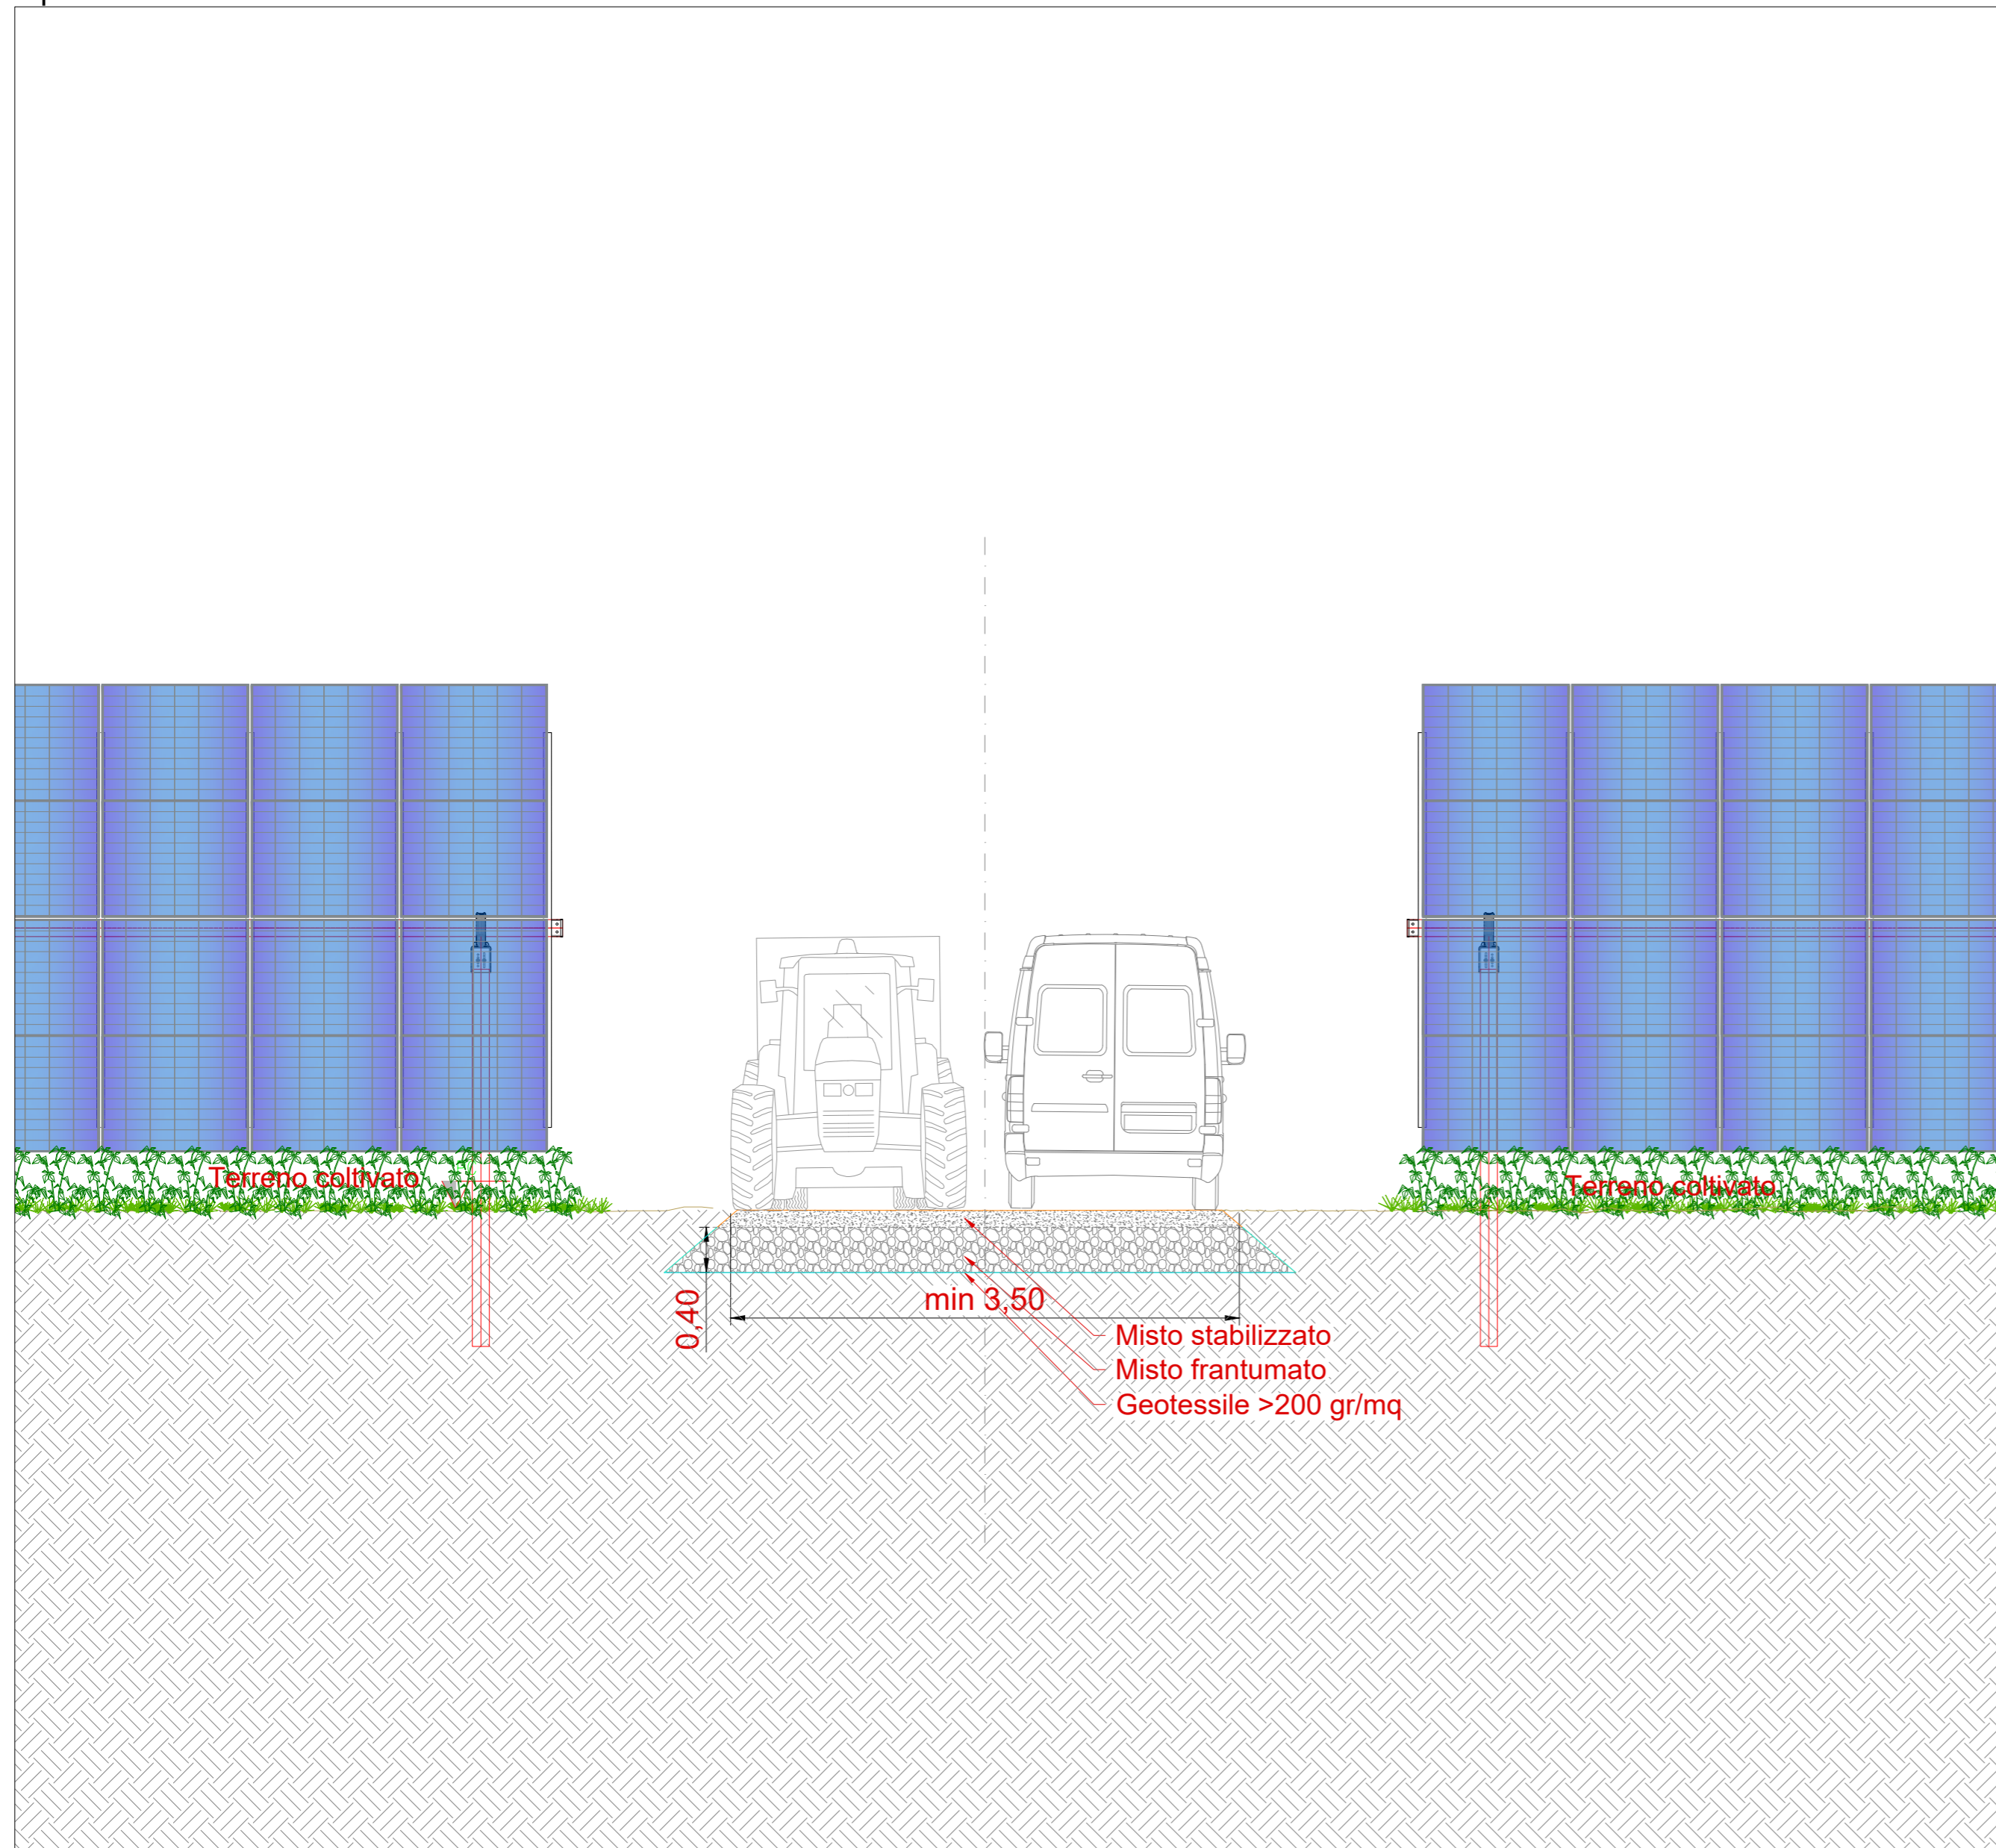 Terreno coltivato
Terreno coltivato
0,40
min 3,50
Misto stabilizzato
Misto frantumato
Geotessile >200 gr/mq